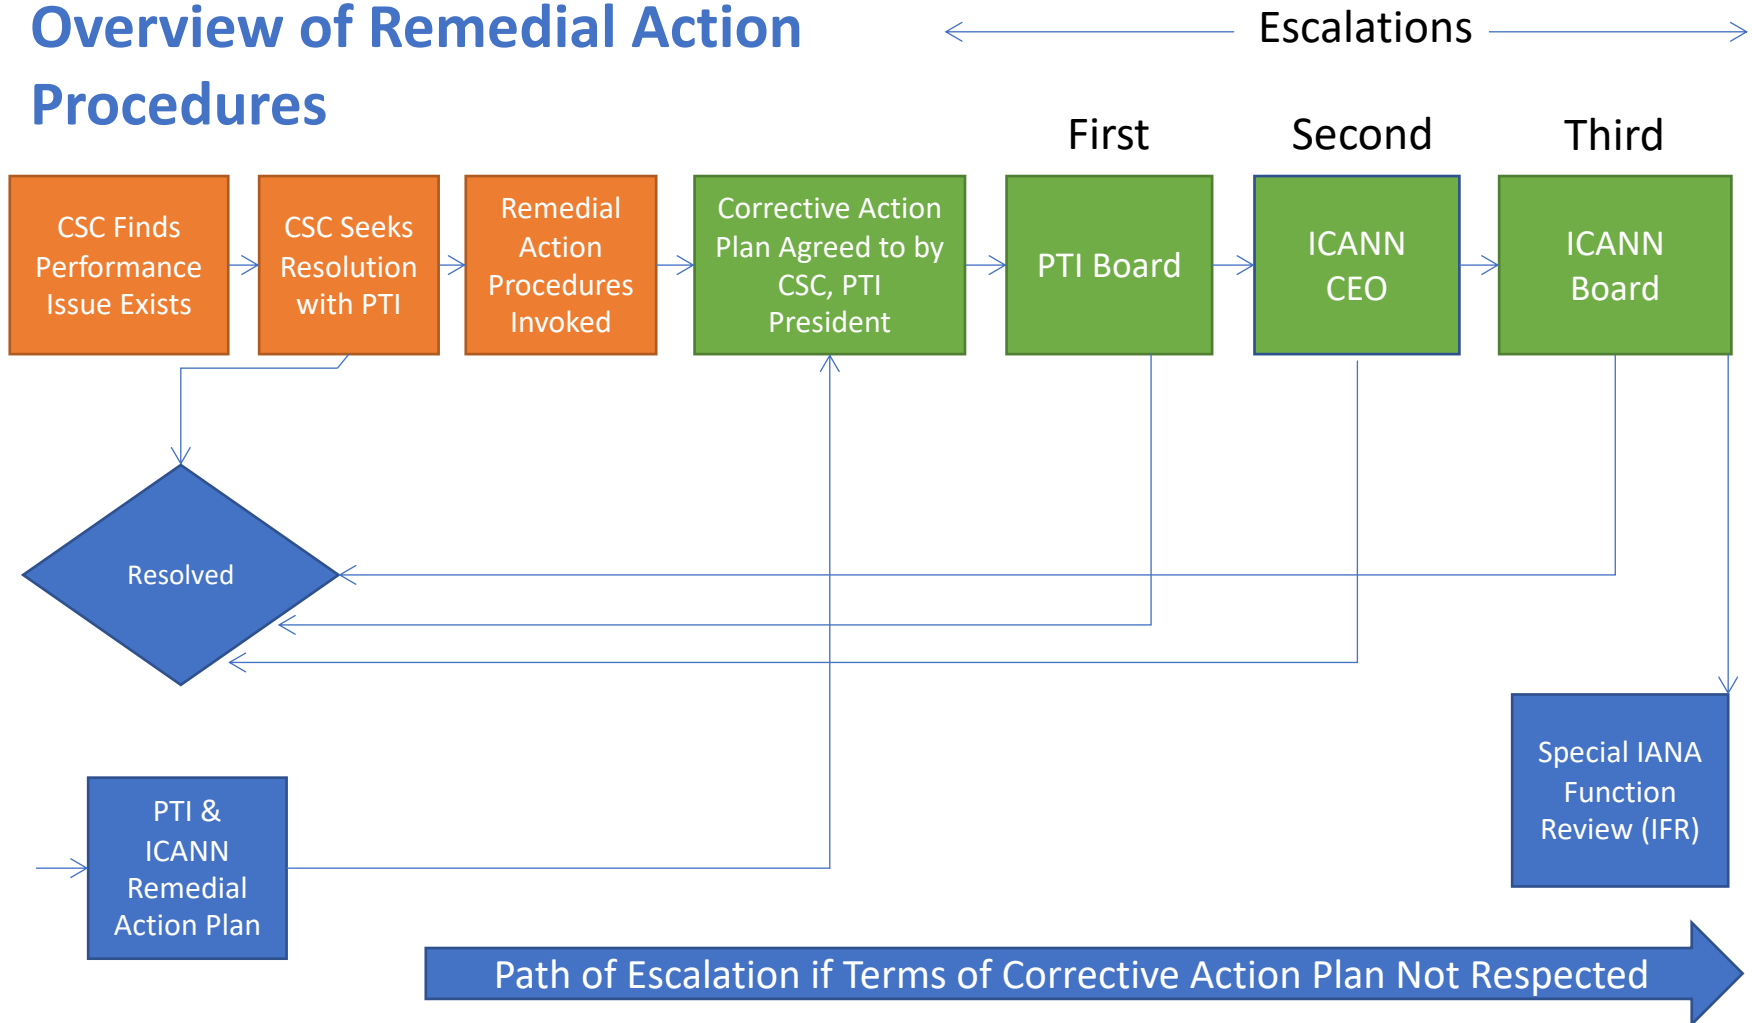 Overview of Remedial Action
Procedures
Escalations
First
Second
Third
CSC Finds
Performance
Issue Exists
CSC Seeks
Resolution
with PTI
Remedial
Action
Procedures
Invoked
Corrective Action
Plan Agreed to by
CSC, PTI
President
PTI Board
ICANN
CEO
ICANN
Board
Resolved
Special IANA
Function
Review (IFR)
PTI &
ICANN
Remedial
Action Plan
Path of Escalation if Terms of Corrective Action Plan Not Respected